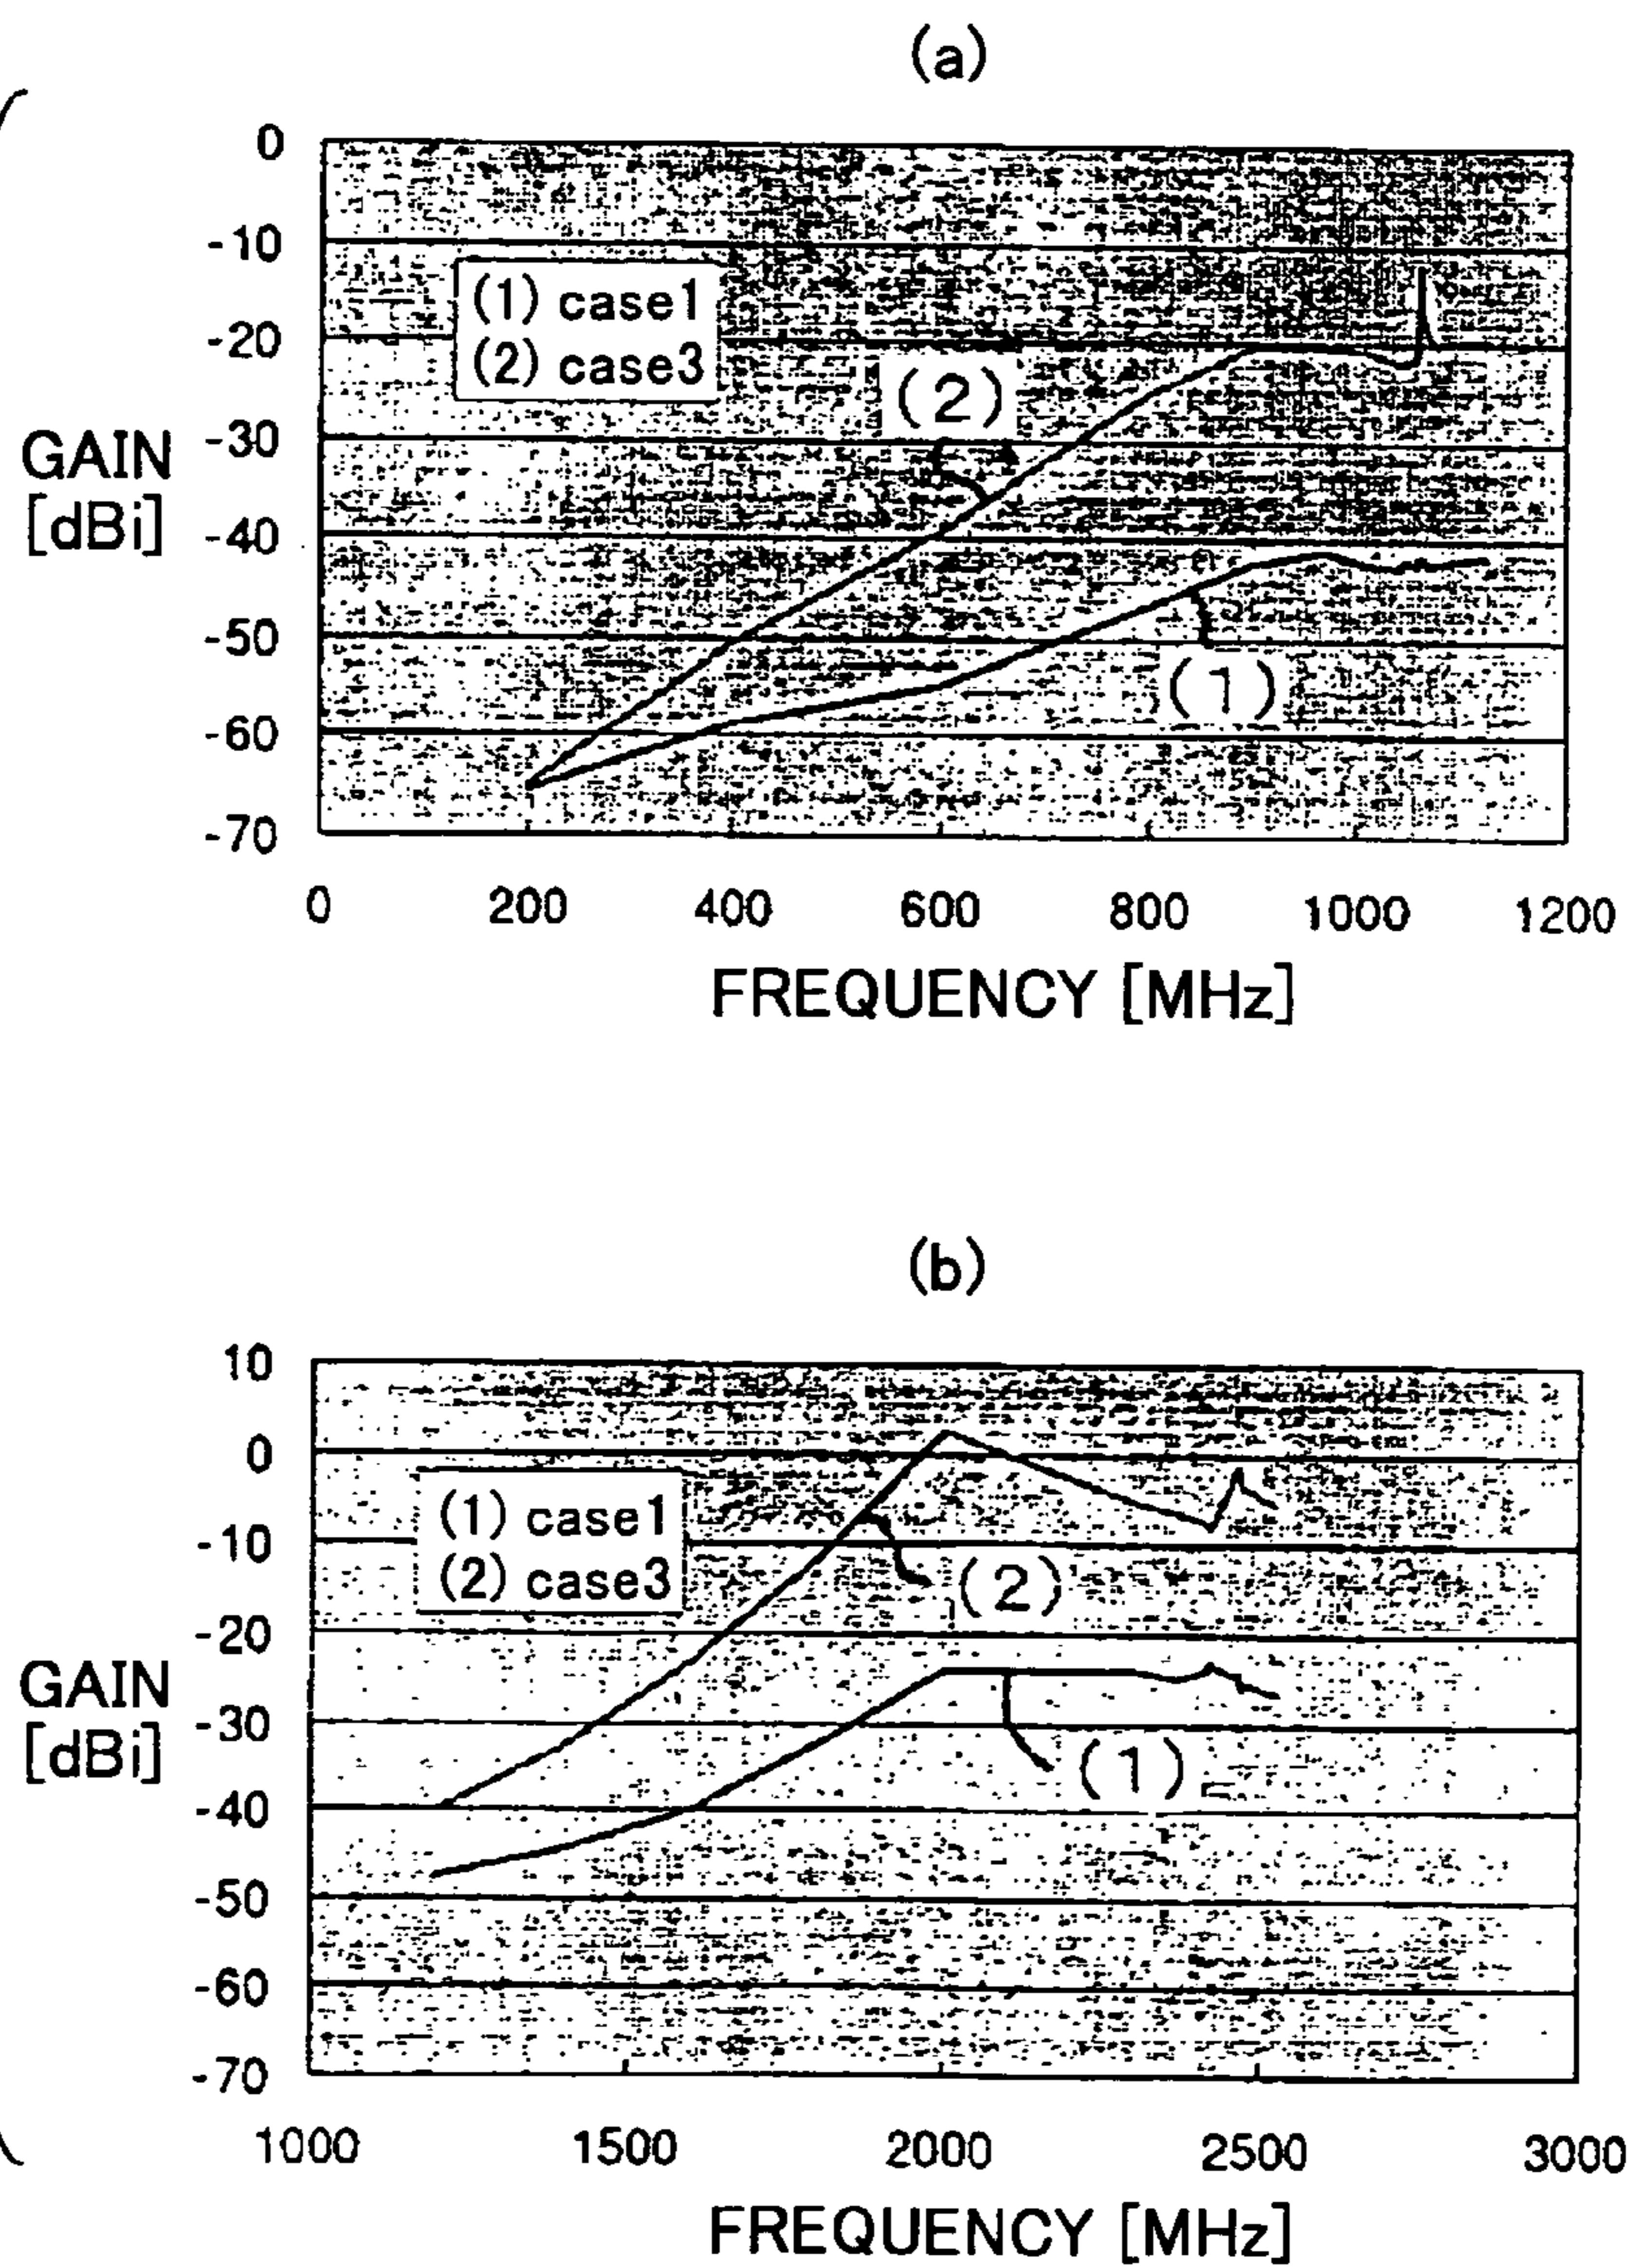 (a)
0
-10
-20
-30
-40
-50
-60
-70
GAIN
[dBi]
(1) case1
(2) case3
(2)
(1)
0 200 400 600 800 1000 1200
FREQUENCY [MHz]
(b)
10
0
-10
-20
-30
-40
-50
-60
-70
GAIN
[dBi]
(1) case1
(2) case3
(2)
(1)
1000 1500 2000 2500 3000
FREQUENCY [MHz]